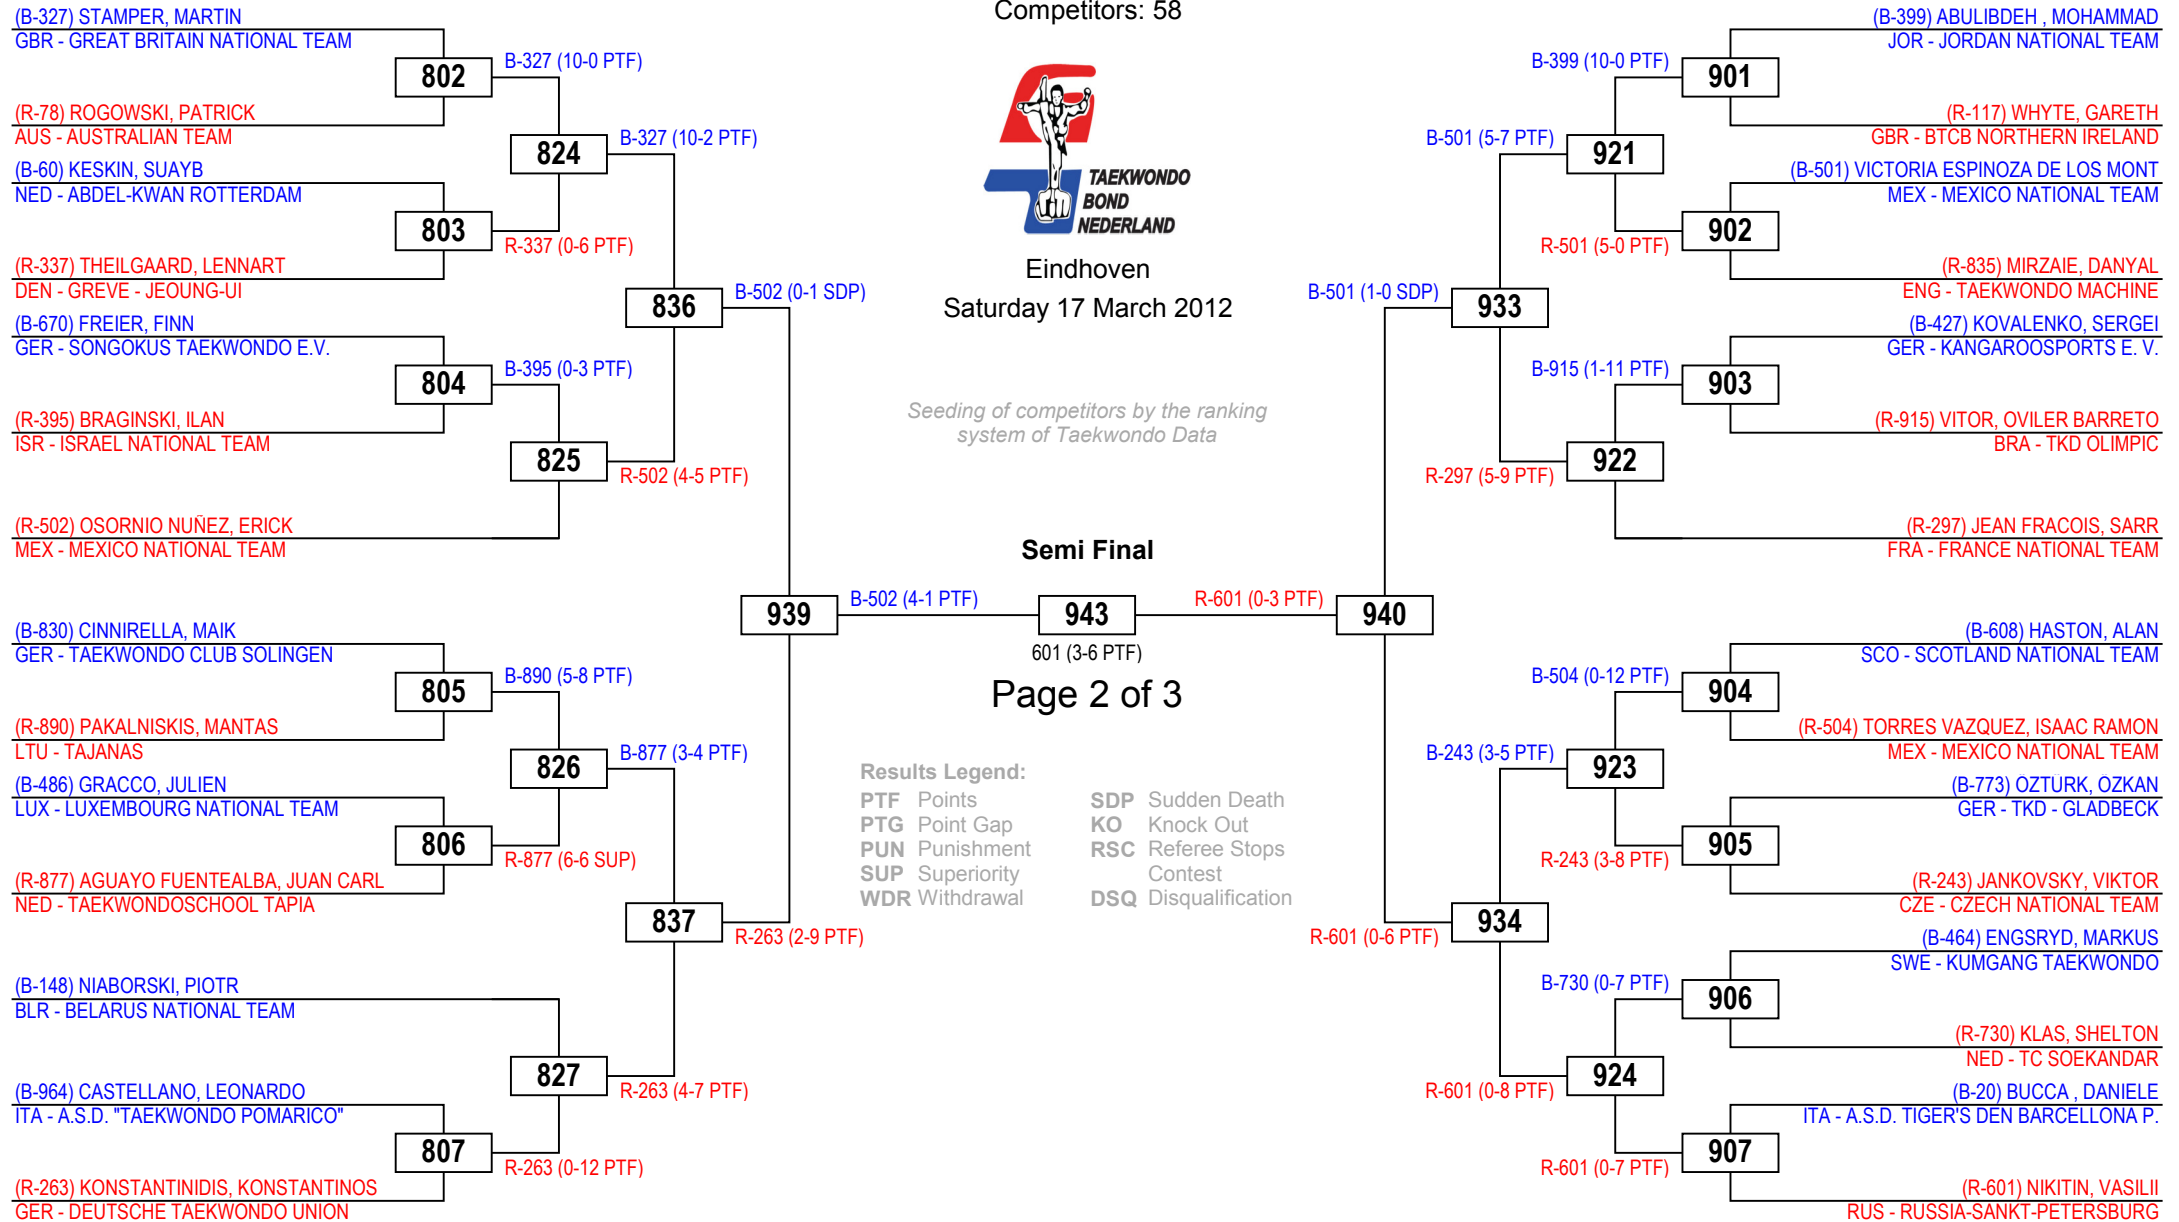 Competitors: 58
TAEKWONDO
BOND
NEDERLAND
Eindhoven
Saturday 17 March 2012
Seeding of competitors by the ranking
system of Taekwondo Data
(B-327) STAMPER, MARTIN
GBR - GREAT BRITAIN NATIONAL TEAM
802
B-327 (10-0 PTF)
(R-78) ROGOWSKI, PATRICK
AUS - AUSTRALIAN TEAM
824
B-327 (10-2 PTF)
(B-60) KESKIN, SUAYB
NED - ABDEL-KWAN ROTTERDAM
803
R-337 (0-6 PTF)
(R-337) THEILGAARD, LENNART
DEN - GREVE - JEOUNG-UI
836
B-502 (0-1 SDP)
(B-670) FREIER, FINN
GER - SONGOKUS TAEKWONDO E.V.
804
B-395 (0-3 PTF)
(R-395) BRAGINSKI, ILAN
ISR - ISRAEL NATIONAL TEAM
825
R-502 (4-5 PTF)
(R-502) OSORNIO NUÑEZ, ERICK
MEX - MEXICO NATIONAL TEAM
939
B-502 (4-1 PTF)
(B-830) CINNIRELLA, MAIK
GER - TAEKWONDO CLUB SOLINGEN
805
B-890 (5-8 PTF)
(R-890) PAKALNISKIS, MANTAS
LTU - TAJANAS
826
B-877 (3-4 PTF)
(B-486) GRACCO, JULIEN
LUX - LUXEMBOURG NATIONAL TEAM
806
R-877 (6-6 SUP)
(R-877) AGUAYO FUENTEALBA, JUAN CARL
NED - TAEKWONDOSCHOOL TAPIA
837
R-263 (2-9 PTF)
(B-148) NIABORSKI, PIOTR
BLR - BELARUS NATIONAL TEAM
827
R-263 (4-7 PTF)
(B-964) CASTELLANO, LEONARDO
ITA - A.S.D. "TAEKWONDO POMARICO"
807
R-263 (0-12 PTF)
(R-263) KONSTANTINIDIS, KONSTANTINOS
GER - DEUTSCHE TAEKWONDO UNION
Semi Final
943
601 (3-6 PTF)
Page 2 of 3
Results Legend:
PTF Points
PTG Point Gap
PUN Punishment
SUP Superiority
WDR Withdrawal
SDP Sudden Death
KO Knock Out
RSC Referee Stops
Contest
DSQ Disqualification
(B-399) ABULIBDEH , MOHAMMAD
JOR - JORDAN NATIONAL TEAM
B-399 (10-0 PTF)
901
(R-117) WHYTE, GARETH
GBR - BTCB NORTHERN IRELAND
B-501 (5-7 PTF)
921
(B-501) VICTORIA ESPINOZA DE LOS MONT
MEX - MEXICO NATIONAL TEAM
R-501 (5-0 PTF)
902
(R-835) MIRZAIE, DANYAL
ENG - TAEKWONDO MACHINE
B-501 (1-0 SDP)
933
(B-427) KOVALENKO, SERGEI
GER - KANGAROOSPORTS E. V.
B-915 (1-11 PTF)
903
(R-915) VITOR, OVILER BARRETO
BRA - TKD OLIMPIC
R-297 (5-9 PTF)
922
(R-297) JEAN FRACOIS, SARR
FRA - FRANCE NATIONAL TEAM
R-601 (0-3 PTF)
940
(B-608) HASTON, ALAN
SCO - SCOTLAND NATIONAL TEAM
B-504 (0-12 PTF)
904
(R-504) TORRES VAZQUEZ, ISAAC RAMON
MEX - MEXICO NATIONAL TEAM
B-243 (3-5 PTF)
923
(B-773) ÖZTÜRK, ÖZKAN
GER - TKD - GLADBECK
R-243 (3-8 PTF)
905
(R-243) JANKOVSKY, VIKTOR
CZE - CZECH NATIONAL TEAM
R-601 (0-6 PTF)
934
(B-464) ENGSRYD, MARKUS
SWE - KUMGANG TAEKWONDO
B-730 (0-7 PTF)
906
(R-730) KLAS, SHELTON
NED - TC SOEKANDAR
R-601 (0-8 PTF)
924
(B-20) BUCCA , DANIELE
ITA - A.S.D. TIGER'S DEN BARCELLONA P.
R-601 (0-7 PTF)
907
(R-601) NIKITIN, VASILII
RUS - RUSSIA-SANKT-PETERSBURG